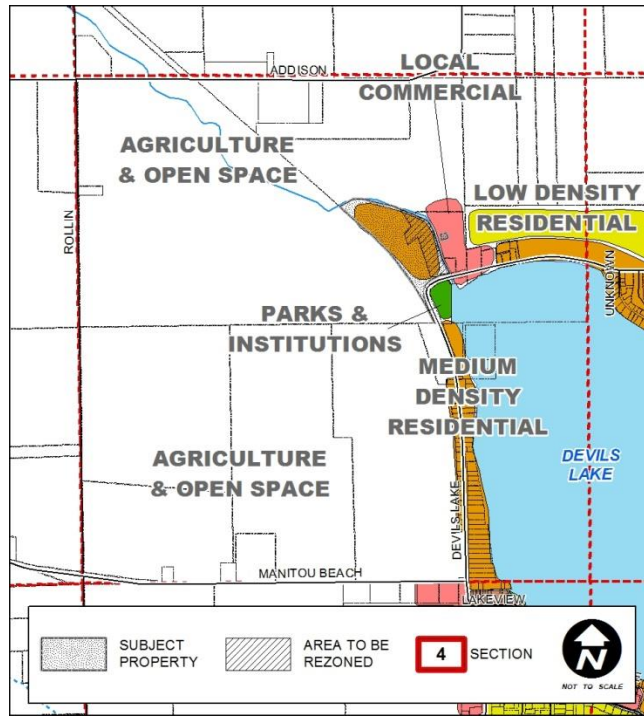 ADDISON
LOCAL
COMMERCIAL
AGRICULTURE
& OPEN SPACE
LOW DENSITY
RESIDENTIAL
ROLLIN
UNKNOWN
PARKS &
INSTITUTIONS
MEDIUM
DENSITY
RESIDENTIAL
AGRICULTURE
& OPEN SPACE
DEVILS
LAKE
DEVILS LAKE
MANITOU BEACH
LAKEVIEW
SUBJECT
PROPERTY
AREA TO BE
REZONED
4
SECTION
N
NOT TO SCALE